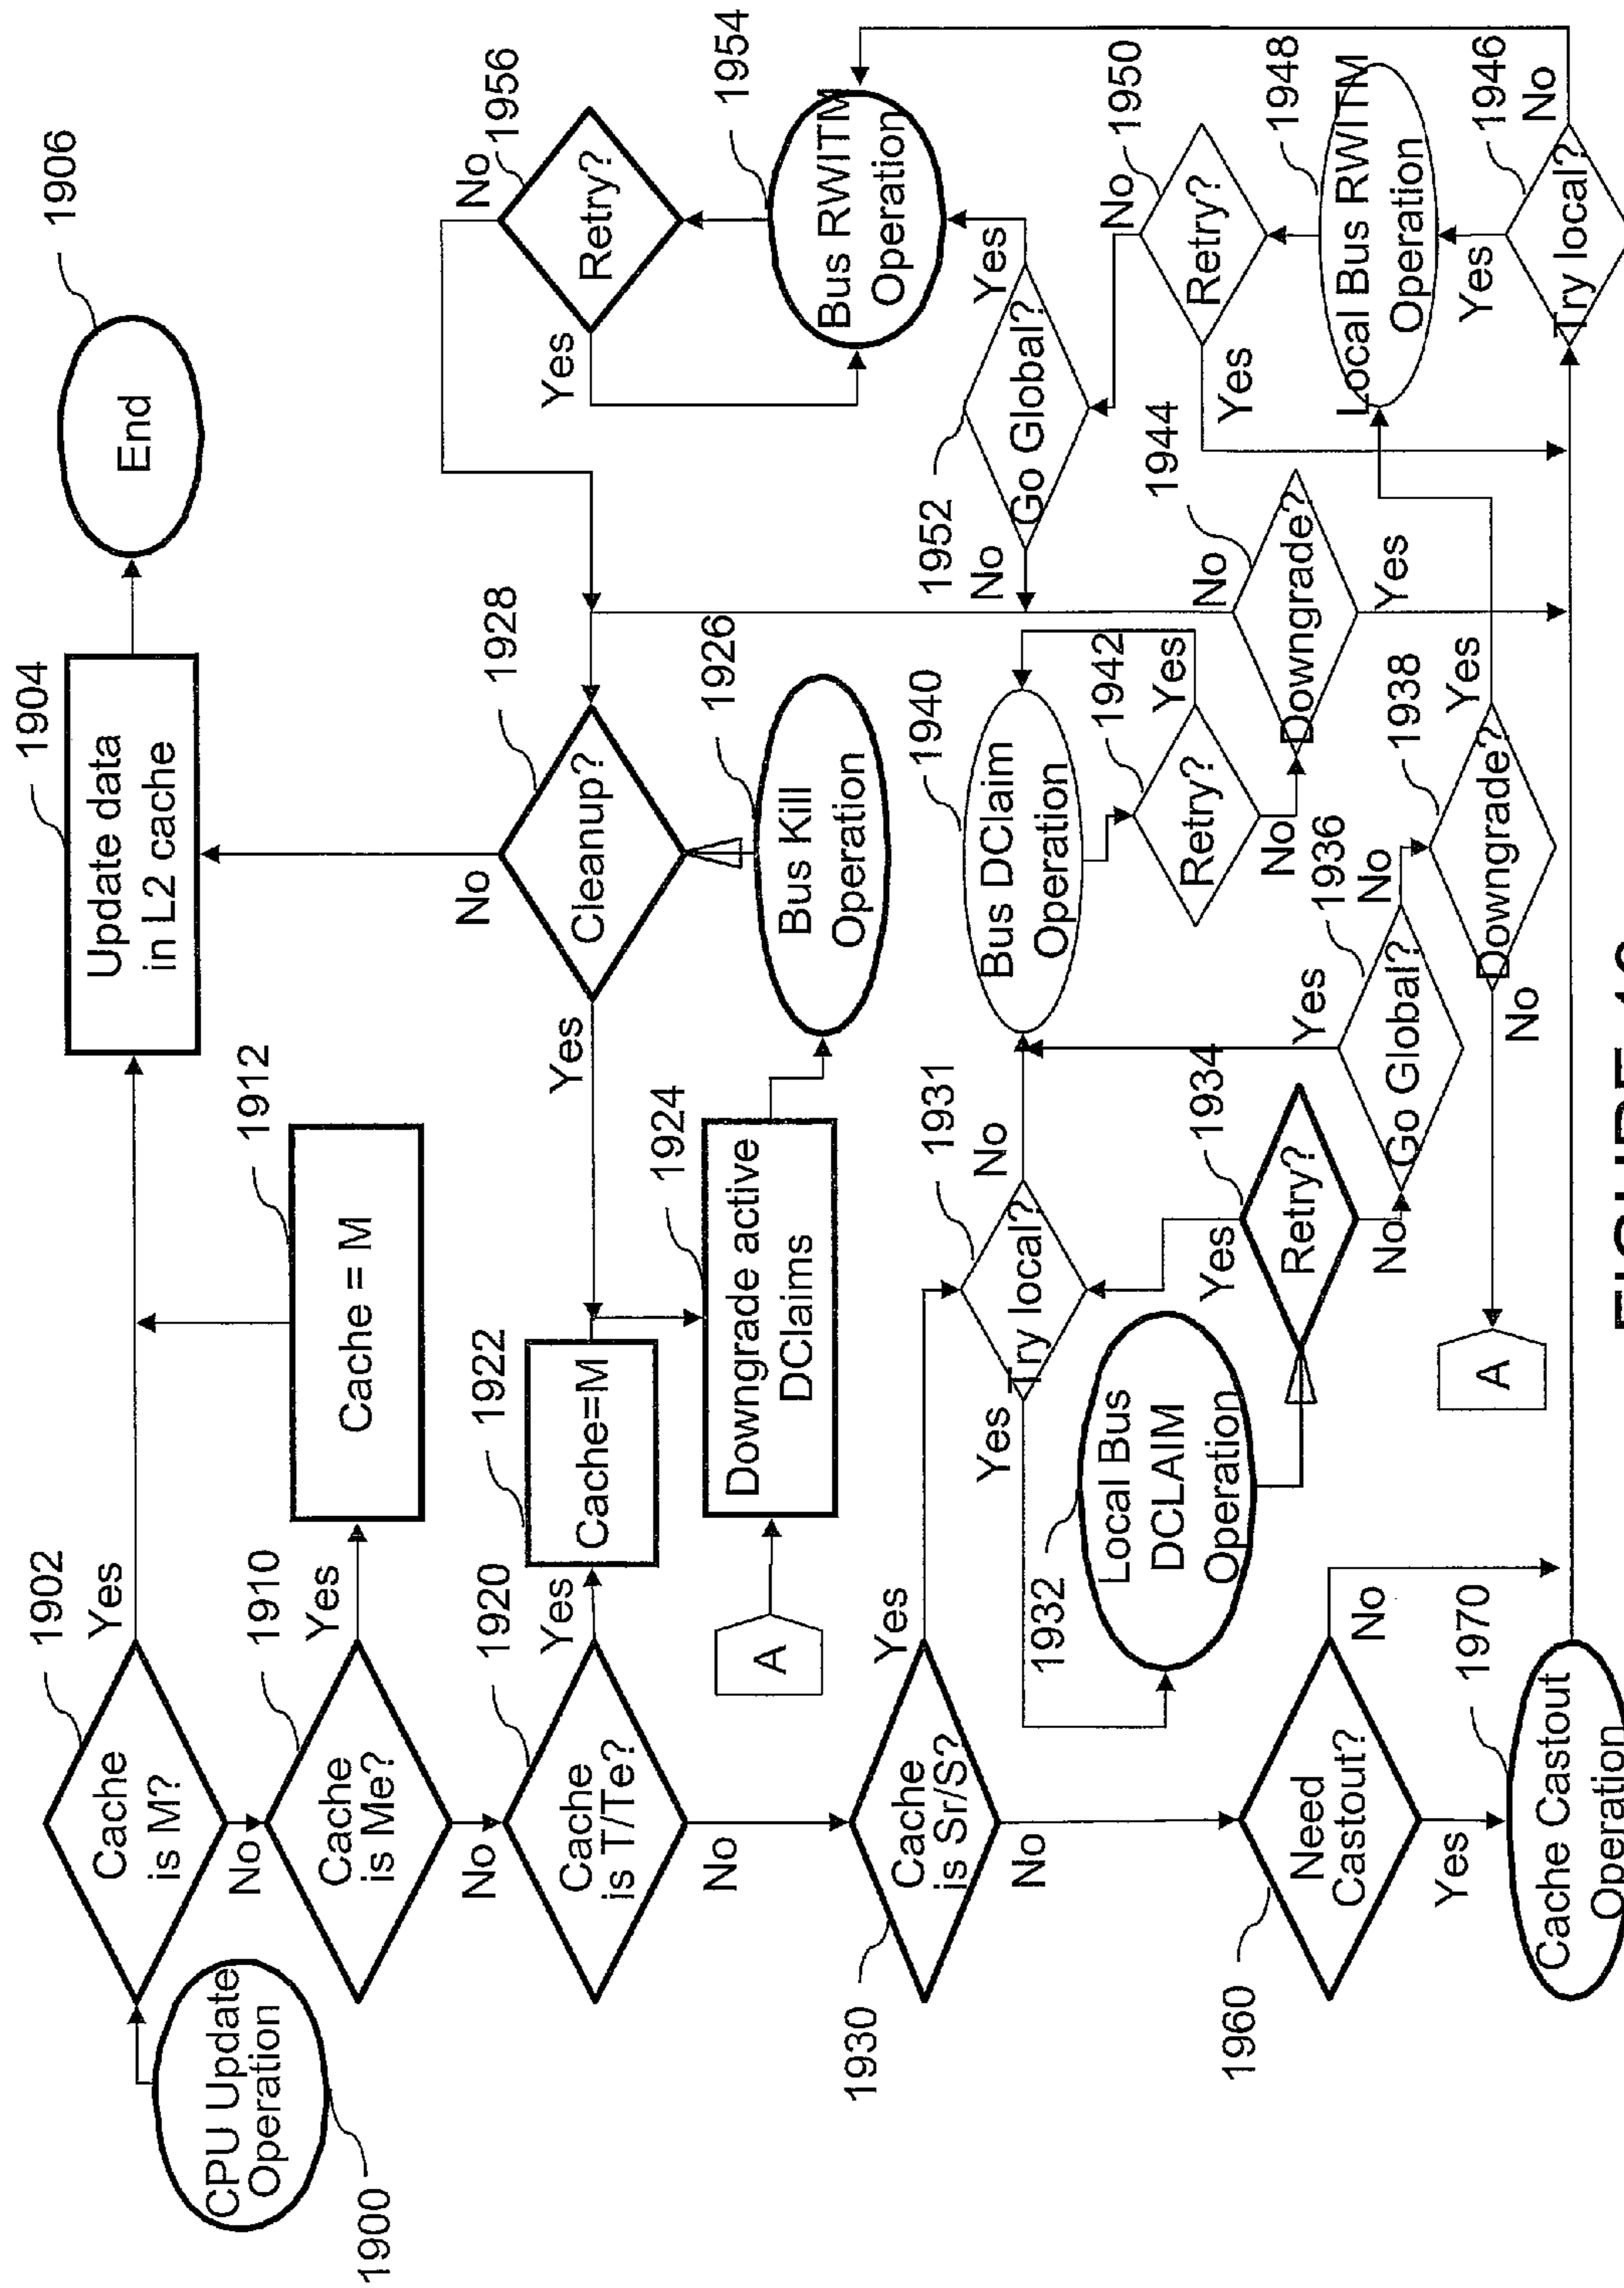 1906
1904
1902
Yes
Cache
is M?
Update data
in L2 cache
End
CPU Update
Operation
1900
No
1910
1912
Cache
is Me?
Yes
Cache = M
No
1920
1922
1928
No
1956
Cache
is T/Te?
Yes
Cache=M
Yes
Cleanup?
No
Yes
Retry?
No
A
1924
Downgrade active
DClaims
1926
Bus Kill
Operation
1954
Bus RWITM
Operation
1930
Cache
is Sr/S?
Yes
1931
1940
1952
No
Yes
Try local?
No
Bus DClaim
Operation
No
Go Global?
Yes
1932
Local Bus
DCLAIM
Operation
Yes
1934
1942
Yes
1944
No
1950
1960
Need
Castout?
Retry?
No
Yes
Retry?
No
1936
No
Downgrade?
Yes
Yes
Retry?
No
Go Global?
No
1938
1948
Local Bus RWITM
Operation
Yes
1970
A
No
Downgrade?
Yes
Yes
1946
No
Cache Castout
Operation
Try local?
FIGURE